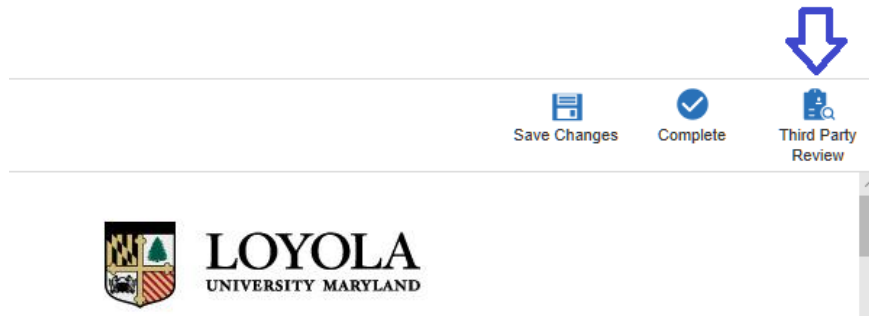 Save Changes
Complete
Third Party
Review
LOYOLA
UNIVERSITY MARYLAND